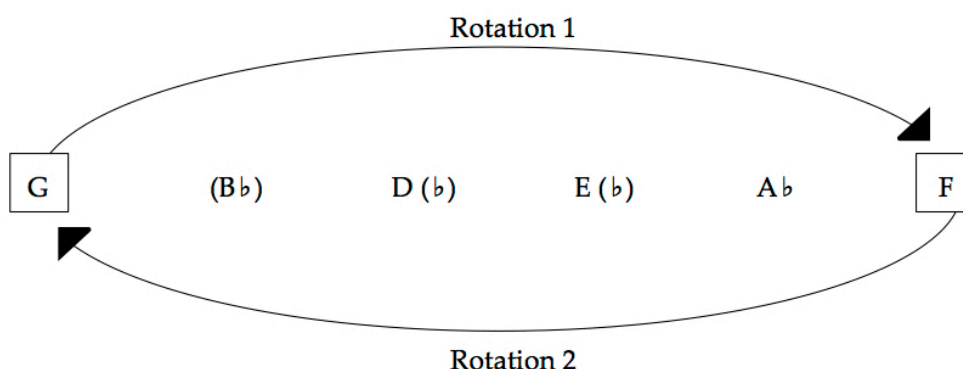 Rotation 1
G (B♭) D (♭) E (♭) A♭ F
Rotation 2